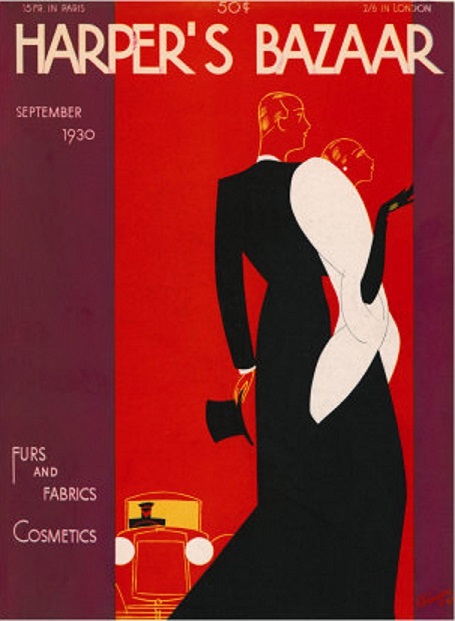 15 FR. IN PARIS 50¢ 2/6 IN LONDON
HARPER'S BAZAAR
SEPTEMBER
1930
FURS
AND
FABRICS
COSMETICS